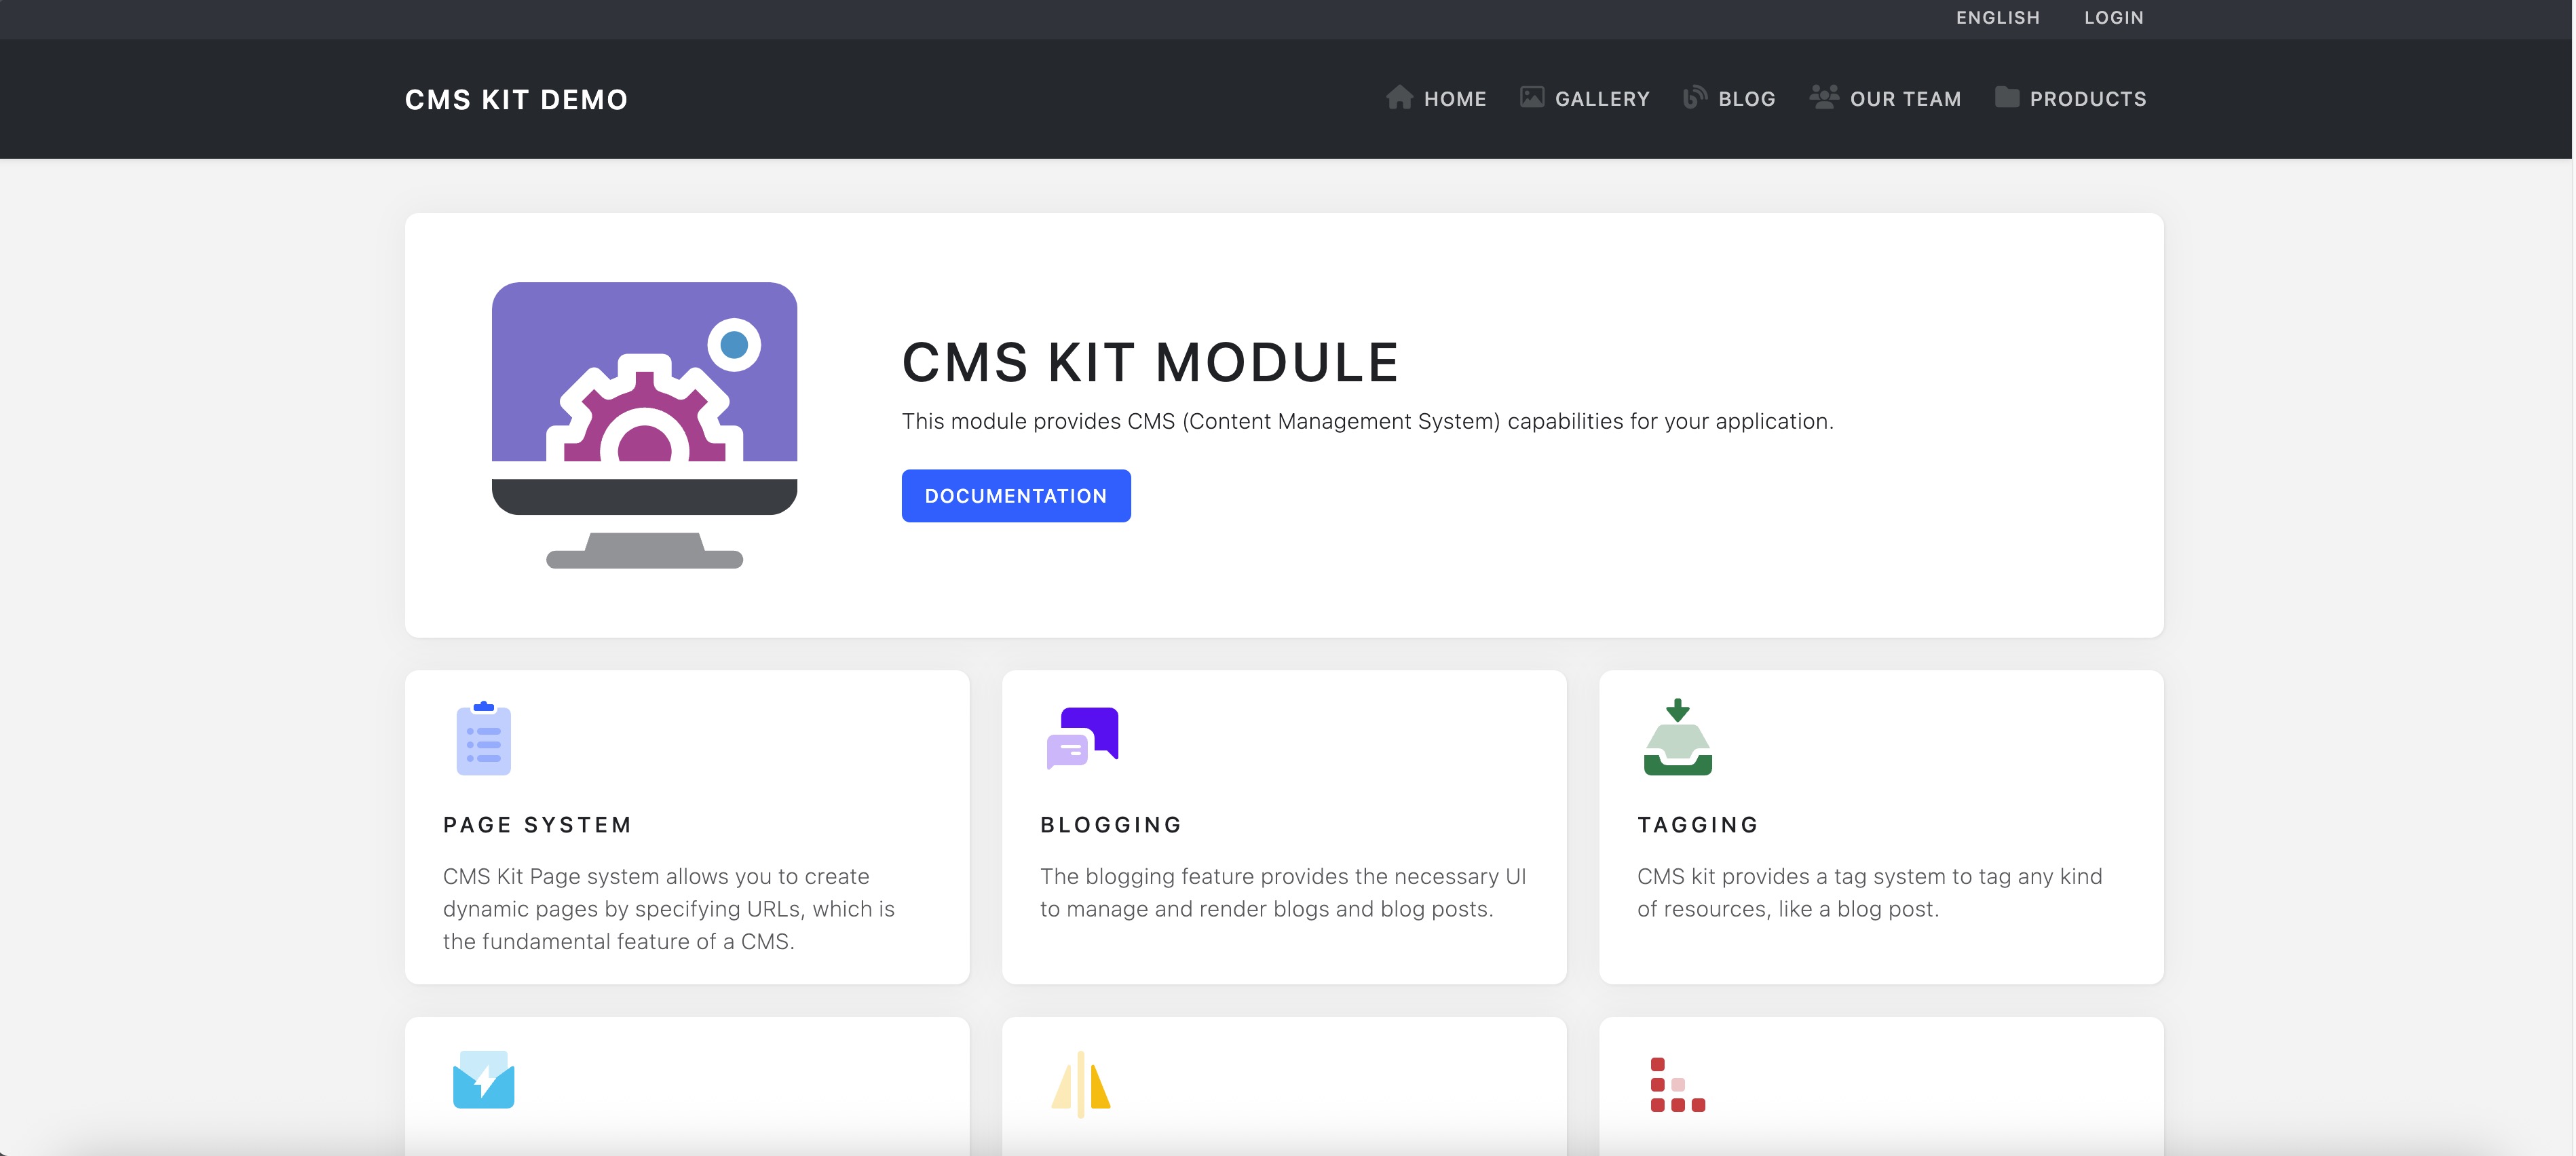 ENGLISH LOGIN
CMS KIT DEMO
HOME GALLERY BLOG OUR TEAM PRODUCTS
CMS KIT MODULE
This module provides CMS (Content Management System) capabilities for your application.
DOCUMENTATION
PAGE SYSTEM
CMS Kit Page system allows you to create
dynamic pages by specifying URLs, which is
the fundamental feature of a CMS.
BLOGGING
The blogging feature provides the necessary UI
to manage and render blogs and blog posts.
TAGGING
CMS kit provides a tag system to tag any kind
of resources, like a blog post.